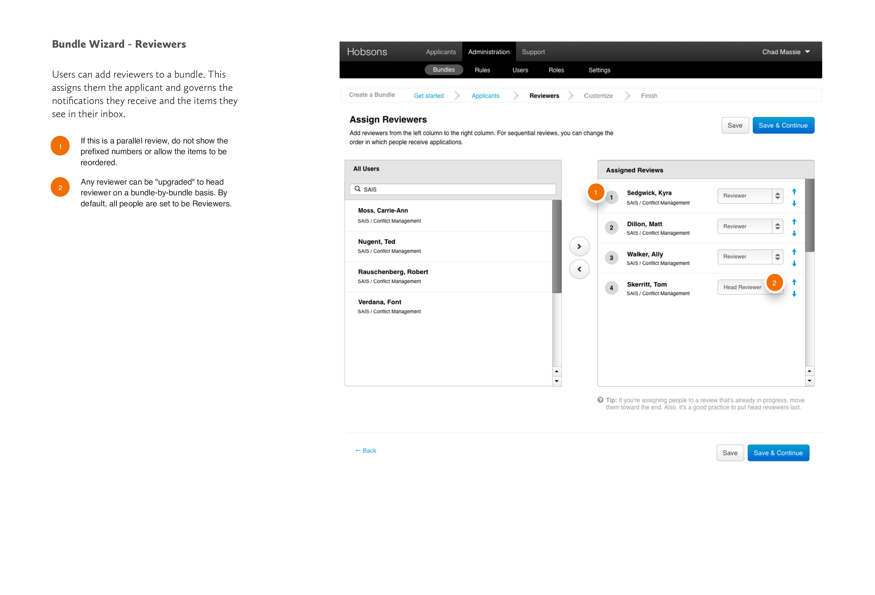 Bundle Wizard - Reviewers
Users can add reviewers to a bundle. This
assigns them the applicant and governs the
notifications they receive and the items they
see in their inbox.
1
If this is a parallel review, do not show the
prefixed numbers or allow the items to be
reordered.
2
Any reviewer can be "upgraded" to head
reviewer on a bundle-by-bundle basis. By
default, all people are set to be Reviewers.
Hobsons Applicants Administration Support Chad Massie
Bundles Rules Users Roles Settings
Create a Bundle Get started Applicants Reviewers Customize Finish
Assign Reviewers
Add reviewers from the left column to the right column. For sequential reviews, you can change the
order in which people receive applications.
Save Save & Continue
All Users
SAIS
Moss, Carrie-Ann
SAIS / Conflict Management
Nugent, Ted
SAIS / Conflict Management
Rauschenberg, Robert
SAIS / Conflict Management
Verdana, Font
SAIS / Conflict Management
Assigned Reviews
1
1 Sedgwick, Kyra Reviewer
SAIS / Conflict Management
2 Dillon, Matt Reviewer
SAIS / Conflict Management
3 Walker, Ally Reviewer
SAIS / Conflict Management
4 Skerritt, Tom Head Reviewer 2
SAIS / Conflict Management
? Tip: If you're assigning people to a review that's already in progress, move
them toward the end. Also, it's a good practice to put head reviewers last.
← Back Save Save & Continue